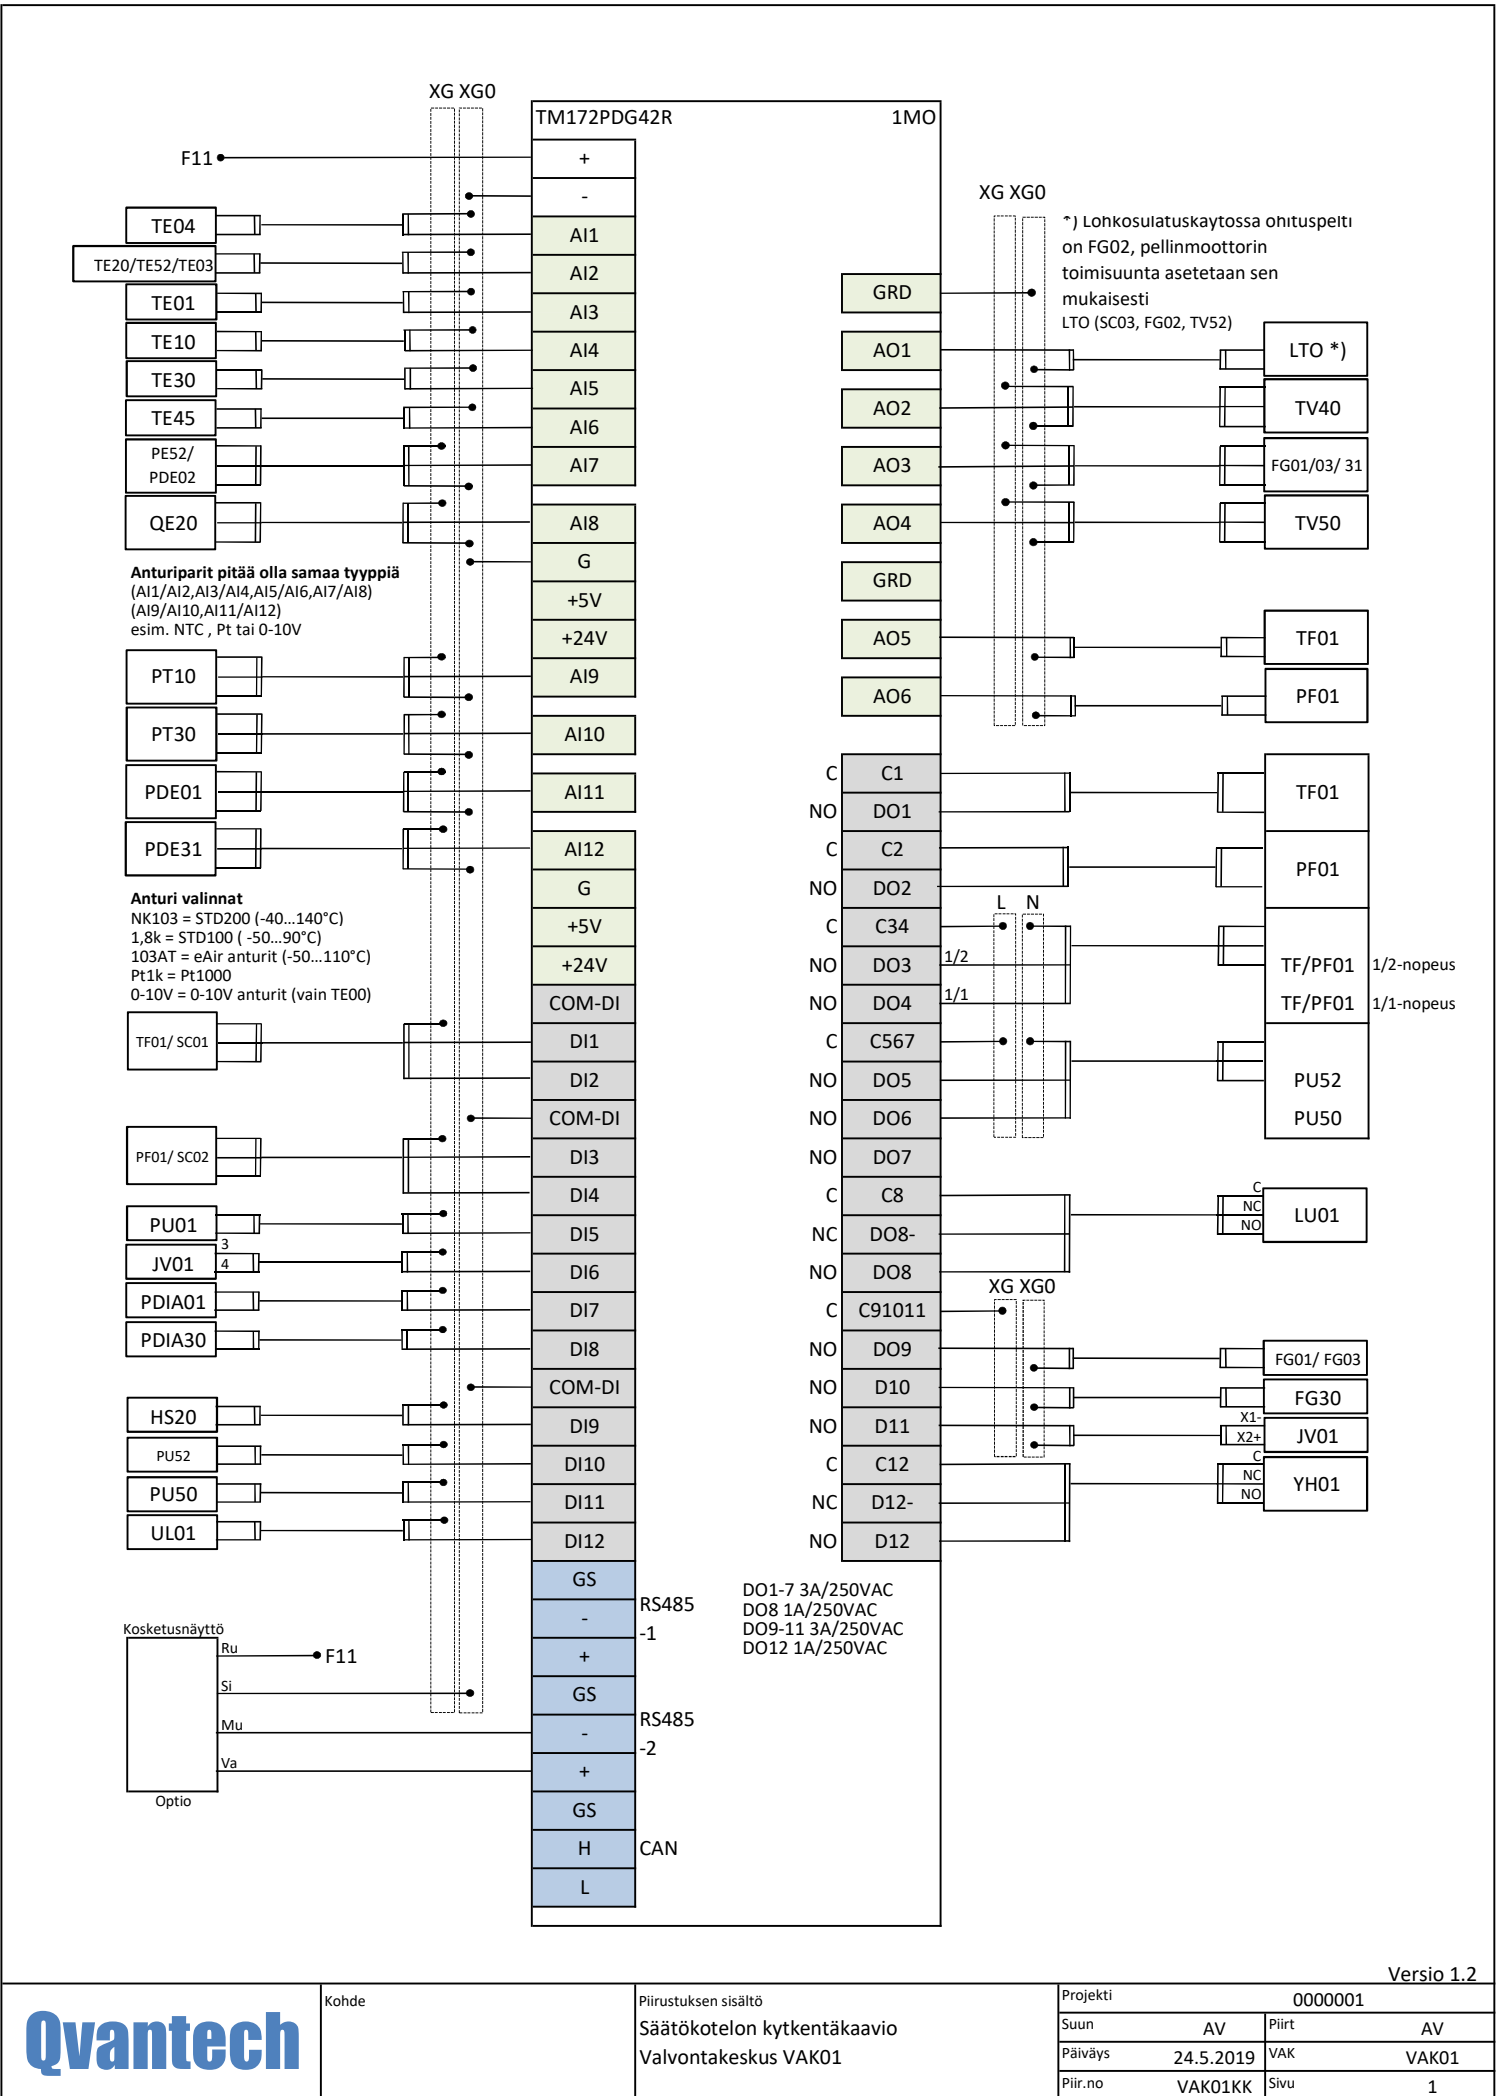 XG XG0
TM172PDG42R 1MO
F11 +
-
XG XG0
*) Lohkosulatuskäytössä ohituspelti
on FG02, pellinmoottorin
toimisuunta asetetaan sen
mukaisesti
LTO (SC03, FG02, TV52)
TE04 AI1
TE20/TE52/TE03 AI2
TE01 AI3
TE10 AI4
TE30 AI5
TE45 AI6
PE52/
PDE02 AI7
QE20 AI8
G
+5V
+24V
Anturiparit pitää olla samaa tyyppiä
(AI1/AI2,AI3/AI4,AI5/AI6,AI7/AI8)
(AI9/AI10,AI11/AI12)
esim. NTC , Pt tai 0-10V
PT10 AI9
PT30 AI10
PDE01 AI11
PDE31 AI12
G
+5V
+24V
Anturi valinnat
NK103 = STD200 (-40...140°C)
1,8k = STD100 ( -50...90°C)
103AT = eAir anturit (-50...110°C)
Pt1k = Pt1000
0-10V = 0-10V anturit (vain TE00)
COM-DI
TF01/ SC01 DI1
DI2
COM-DI
PF01/ SC02 DI3
DI4
PU01 DI5
JV01 3 4 DI6
PDIA01 DI7
PDIA30 DI8
COM-DI
HS20 DI9
PU52 DI10
PU50 DI11
UL01 DI12
GS
- RS485
-1
+
GS
- RS485
-2
+
GS
H CAN
L
Kosketusnäyttö
Ru F11
Si
Mu
Va
Optio
GRD
AO1 LTO *)
AO2 TV40
AO3 FG01/03/ 31
AO4 TV50
GRD
AO5 TF01
AO6 PF01
C C1 TF01
NO DO1
C C2 PF01
NO DO2
L N
C C34
NO DO3 1/2 TF/PF01 1/2-nopeus
NO DO4 1/1 TF/PF01 1/1-nopeus
C C567
NO DO5 PU52
NO DO6 PU50
NO DO7
C C8 C
NC DO8- NC LU01
NO DO8 NO
XG XG0
C C91011
NO DO9 FG01/ FG03
NO D10 FG30
NO D11 X1- X2+ JV01
C C12 C
NC D12- NC YH01
NO D12 NO
DO1-7 3A/250VAC
DO8 1A/250VAC
DO9-11 3A/250VAC
DO12 1A/250VAC
Versio 1.2
Qvantech
Kohde
Piirustuksen sisältö
Säätökotelon kytkentäkaavio
Valvontakeskus VAK01
Projekti 0000001
Suun AV Piirt AV
Päiväys 24.5.2019 VAK VAK01
Piir.no VAK01KK Sivu 1